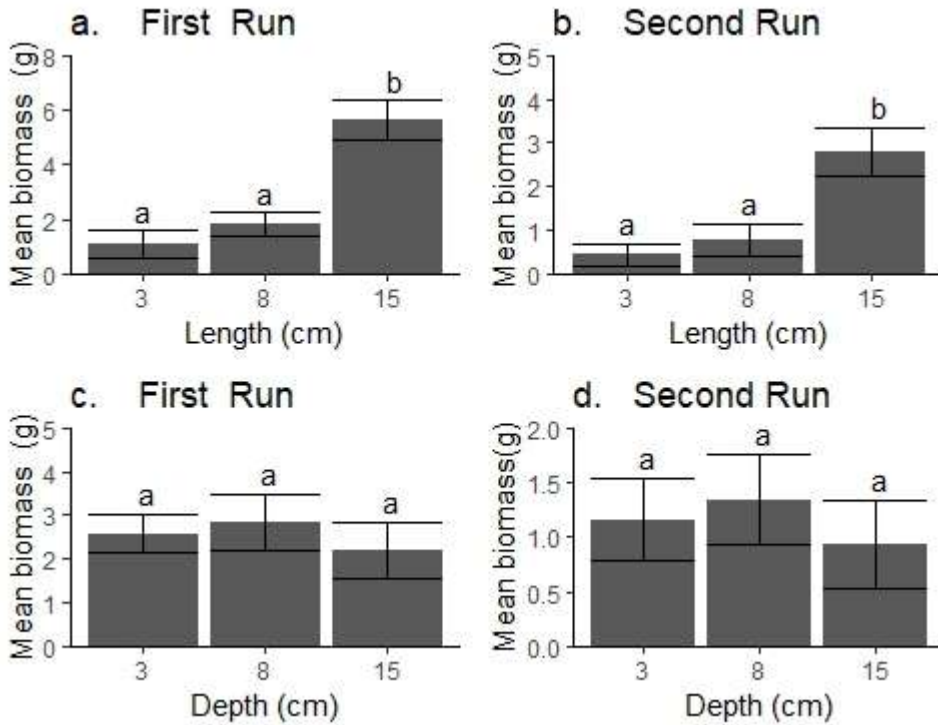 a. First Run
Mean biomass (g)
8
6
4
2
0
a
a
b
3 8 15
Length (cm)
b. Second Run
Mean biomass (g)
5
4
3
2
1
0
a
a
b
3 8 15
Length (cm)
c. First Run
Mean biomass (g)
5
4
3
2
1
0
a
a
a
3 8 15
Depth (cm)
d. Second Run
Mean biomass(g)
2.0
1.5
1.0
0.5
0.0
a
a
a
3 8 15
Depth (cm)